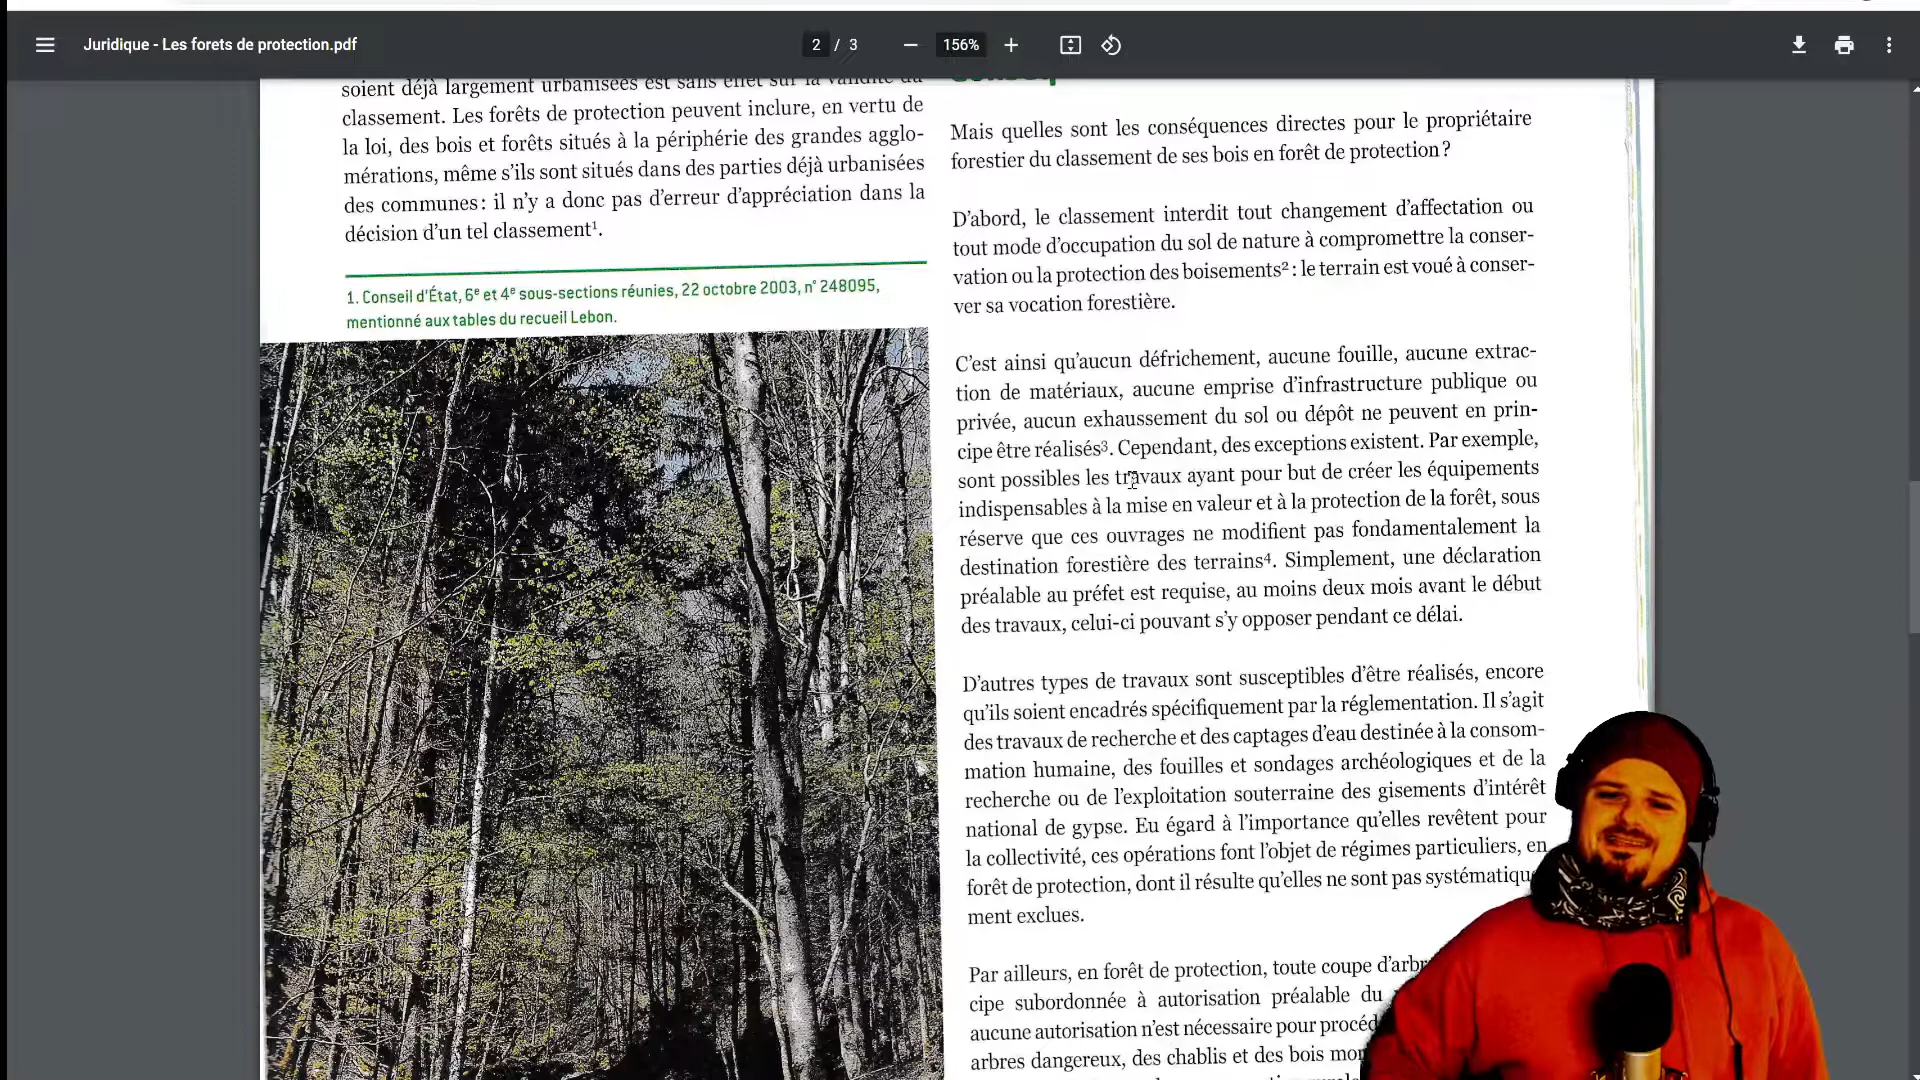 Juridique - Les forets de protection.pdf
2 / 3
156%
soient déjà largement urbanisées est sans effet sur la validité du
classement. Les forêts de protection peuvent inclure, en vertu de
la loi, des bois et forêts situés à la périphérie des grandes agglo-
mérations, même s'ils sont situés dans des parties déjà urbanisées
des communes : il n'y a donc pas d'erreur d'appréciation dans la
décision d'un tel classement¹.
1. Conseil d'État, 6e et 4e sous-sections réunies, 22 octobre 2003, n° 248095,
mentionné aux tables du recueil Lebon.
Mais quelles sont les conséquences directes pour le propriétaire
forestier du classement de ses bois en forêt de protection ?
D'abord, le classement interdit tout changement d'affectation ou
tout mode d'occupation du sol de nature à compromettre la conser-
vation ou la protection des boisements² : le terrain est voué à conser-
ver sa vocation forestière.
C'est ainsi qu'aucun défrichement, aucune fouille, aucune extrac-
tion de matériaux, aucune emprise d'infrastructure publique ou
privée, aucun exhaussement du sol ou dépôt ne peuvent en prin-
cipe être réalisés³. Cependant, des exceptions existent. Par exemple,
sont possibles les travaux ayant pour but de créer les équipements
indispensables à la mise en valeur et à la protection de la forêt, sous
réserve que ces ouvrages ne modifient pas fondamentalement la
destination forestière des terrains⁴. Simplement, une déclaration
préalable au préfet est requise, au moins deux mois avant le début
des travaux, celui-ci pouvant s'y opposer pendant ce délai.
D'autres types de travaux sont susceptibles d'être réalisés, encore
qu'ils soient encadrés spécifiquement par la réglementation. Il s'agit
des travaux de recherche et des captages d'eau destinée à la consom-
mation humaine, des fouilles et sondages archéologiques et de la
recherche ou de l'exploitation souterraine des gisements d'intérêt
national de gypse. Eu égard à l'importance qu'elles revêtent pour
la collectivité, ces opérations font l'objet de régimes particuliers, en
forêt de protection, dont il résulte qu'elles ne sont pas systématiqu
ment exclues.
Par ailleurs, en forêt de protection, toute coupe d'arbr
cipe subordonnée à autorisation préalable du
aucune autorisation n'est nécessaire pour procéd
arbres dangereux, des chablis et des bois mor